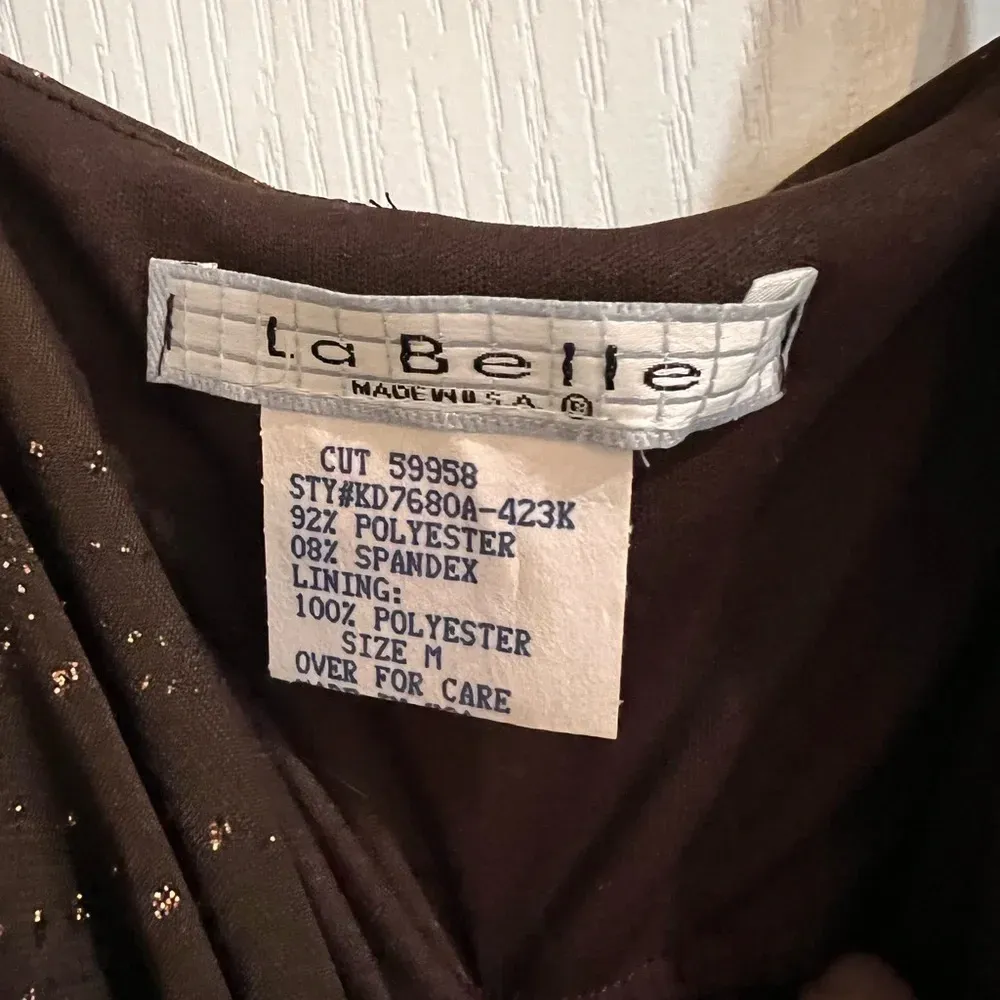 La Belle
MADE IN U.S.A ®
CUT 59958
STY#KD7680A-423K
92% POLYESTER
08% SPANDEX
LINING:
100% POLYESTER
SIZE M
OVER FOR CARE